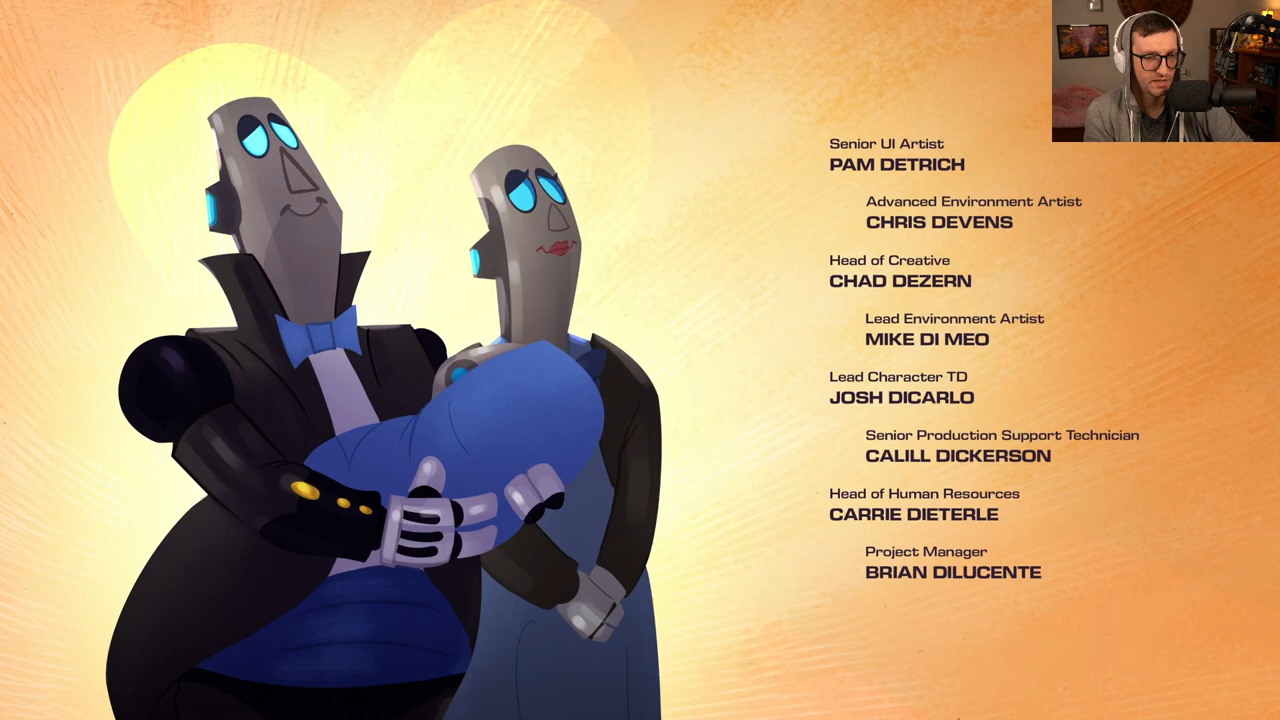 Senior UI Artist
PAM DETRICH
Advanced Environment Artist
CHRIS DEVENS
Head of Creative
CHAD DEZERN
Lead Environment Artist
MIKE DI MEO
Lead Character TD
JOSH DICARLO
Senior Production Support Technician
CALILL DICKERSON
Head of Human Resources
CARRIE DIETERLE
Project Manager
BRIAN DILUCENTE